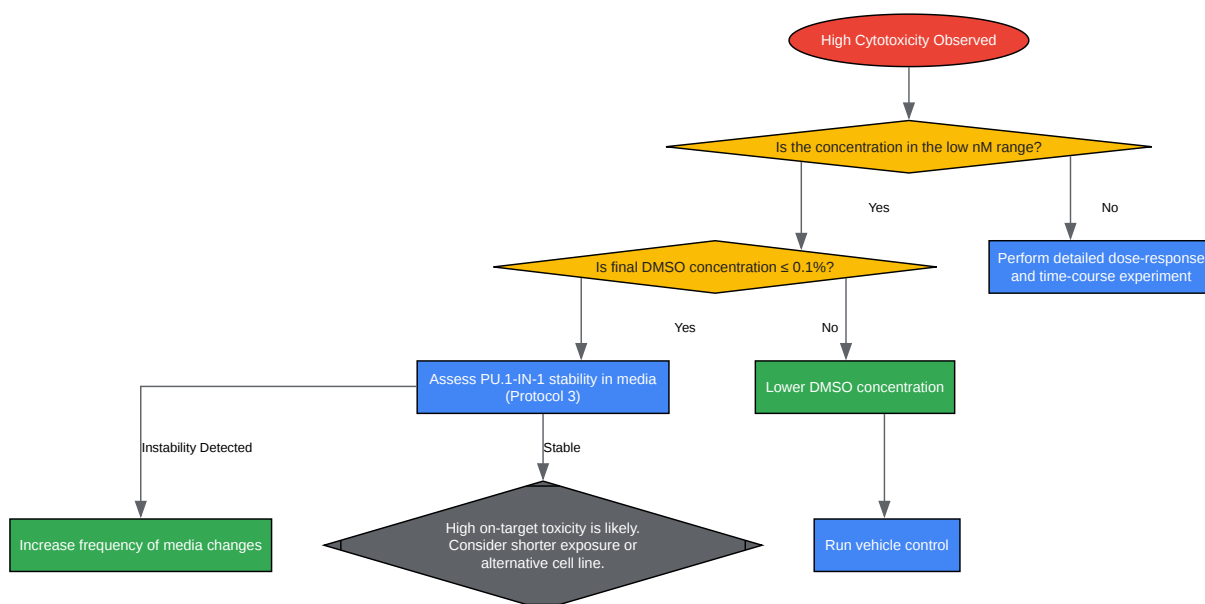 High Cytotoxicity Observed
Is the concentration in the low nM range?
Yes
No
Is final DMSO concentration ≤ 0.1%?
Perform detailed dose-response
and time-course experiment
Yes
No
Assess PU.1-IN-1 stability in media
(Protocol 3)
Lower DMSO concentration
Instability Detected
Stable
Increase frequency of media changes
High on-target toxicity is likely.
Consider shorter exposure or
alternative cell line.
Run vehicle control